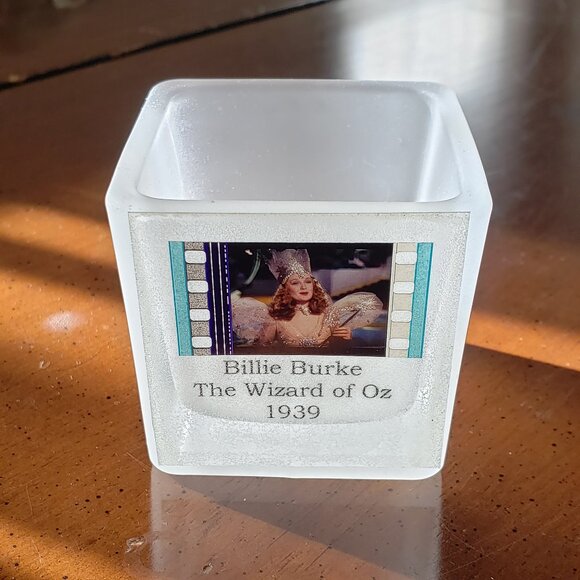 Billie Burke
The Wizard of Oz
1939